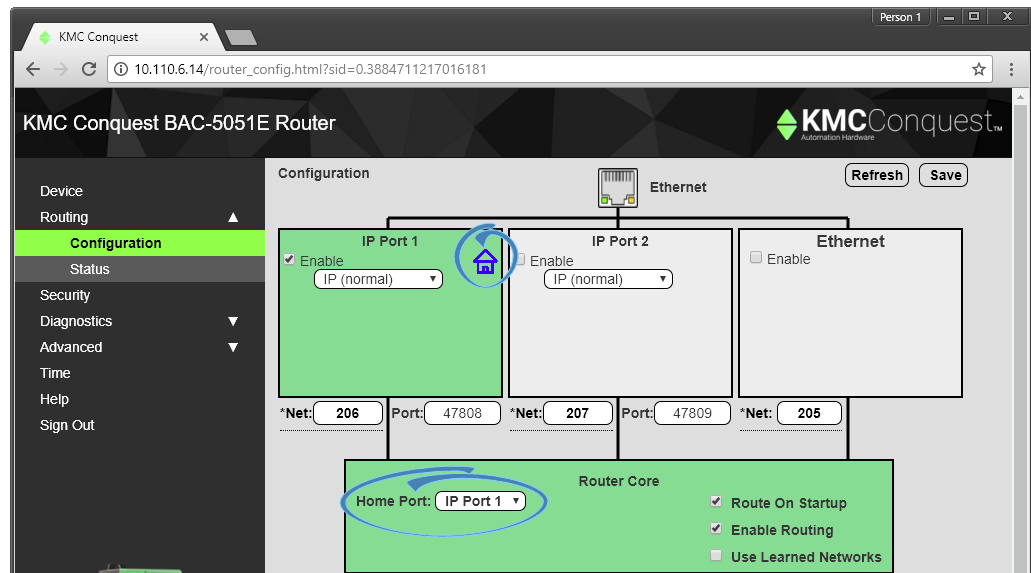 Person 1
KMC Conquest
10.110.6.14/router_config.html?sid=0.3884711217016181
KMC Conquest BAC-5051E Router
KMCConquest™
Automation Hardware
Device
Routing
Configuration
Status
Security
Diagnostics
Advanced
Time
Help
Sign Out
Configuration
Ethernet
Refresh Save
IP Port 1
Enable
IP (normal)
IP Port 2
Enable
IP (normal)
Ethernet
Enable
*Net: 206 Port: 47808 *Net: 207 Port: 47809 *Net: 205
Router Core
Home Port: IP Port 1
Route On Startup
Enable Routing
Use Learned Networks